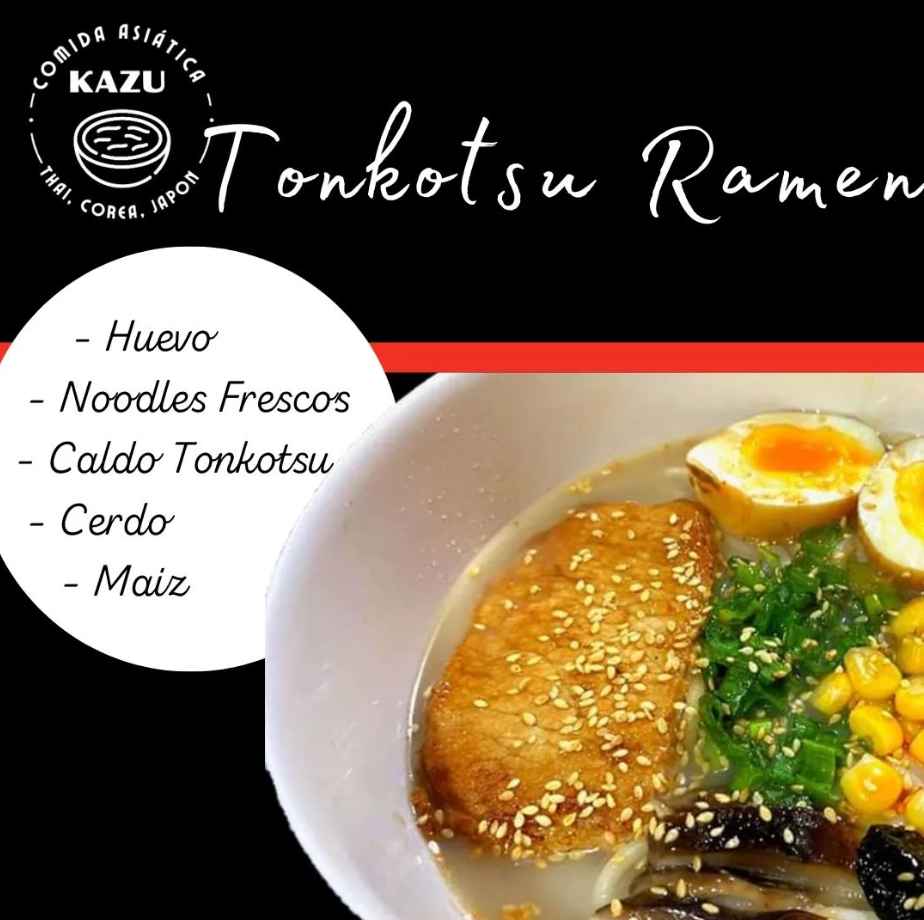 COMIDA ASIÁTICA
KAZU
THAI, COREA, JAPON
Tonkotsu Ramen
- Huevo
- Noodles Frescos
- Caldo Tonkotsu
- Cerdo
- Maiz